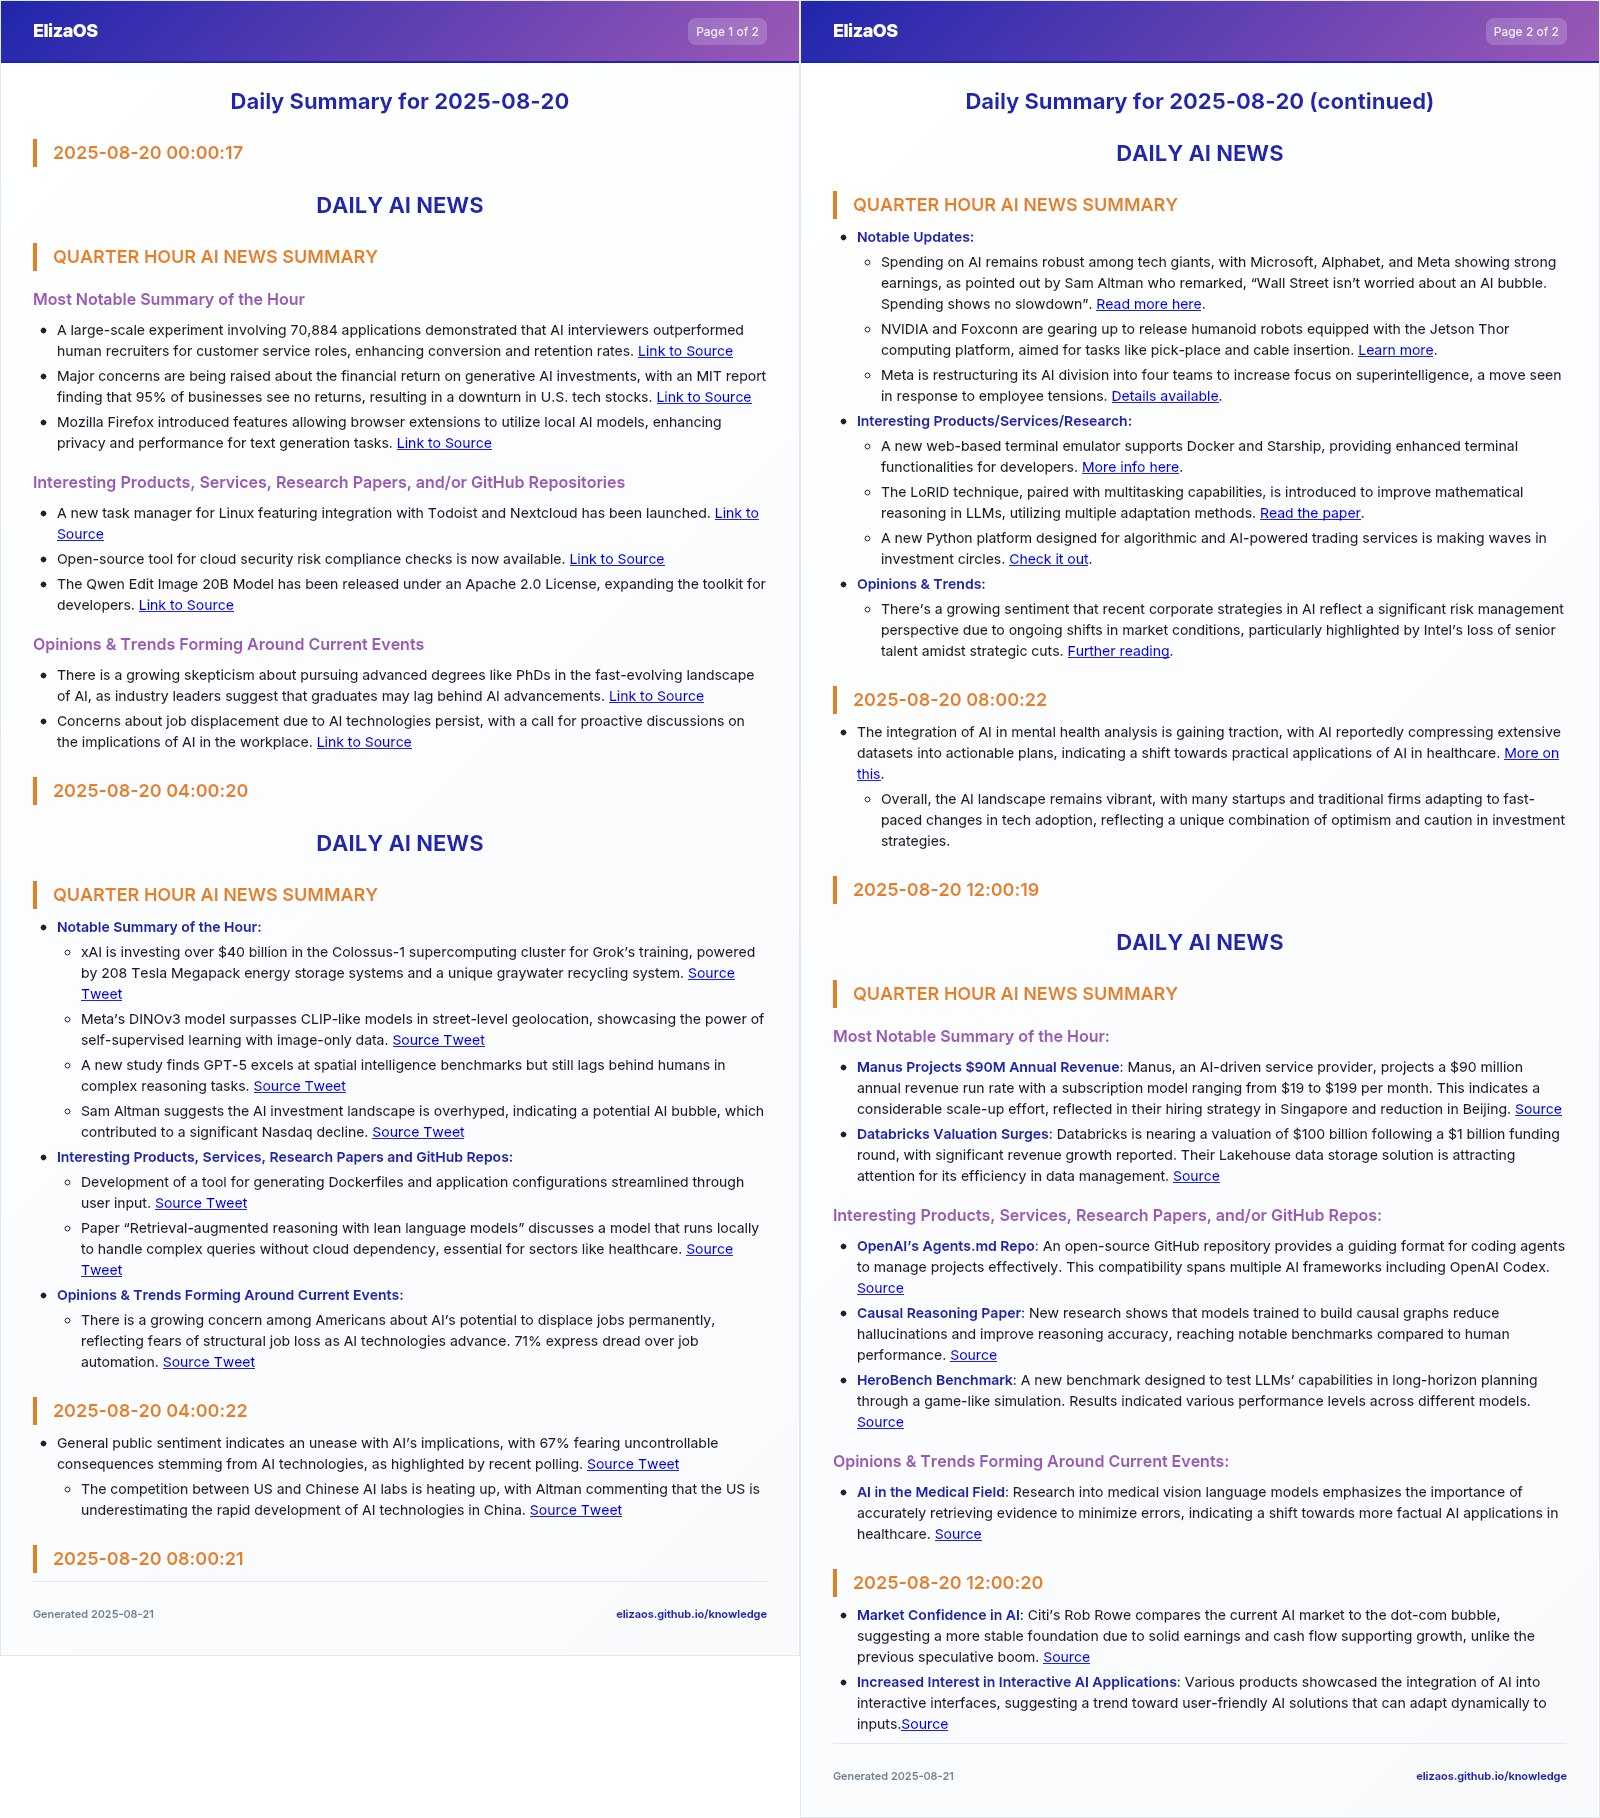 ElizaOS
Page 1 of 2
Daily Summary for 2025-08-20
2025-08-20 00:00:17
DAILY AI NEWS
QUARTER HOUR AI NEWS SUMMARY
Most Notable Summary of the Hour
A large-scale experiment involving 70,884 applications demonstrated that AI interviewers outperformed
human recruiters for customer service roles, enhancing conversion and retention rates. Link to Source
Major concerns are being raised about the financial return on generative AI investments, with an MIT report
finding that 95% of businesses see no returns, resulting in a downturn in U.S. tech stocks. Link to Source
Mozilla Firefox introduced features allowing browser extensions to utilize local AI models, enhancing
privacy and performance for text generation tasks. Link to Source
Interesting Products, Services, Research Papers, and/or GitHub Repositories
A new task manager for Linux featuring integration with Todoist and Nextcloud has been launched. Link to
Source
Open-source tool for cloud security risk compliance checks is now available. Link to Source
The Qwen Edit Image 20B Model has been released under an Apache 2.0 License, expanding the toolkit for
developers. Link to Source
Opinions & Trends Forming Around Current Events
There is a growing skepticism about pursuing advanced degrees like PhDs in the fast-evolving landscape
of AI, as industry leaders suggest that graduates may lag behind AI advancements. Link to Source
Concerns about job displacement due to AI technologies persist, with a call for proactive discussions on
the implications of AI in the workplace. Link to Source
2025-08-20 04:00:20
DAILY AI NEWS
QUARTER HOUR AI NEWS SUMMARY
Notable Summary of the Hour:
xAI is investing over $40 billion in the Colossus-1 supercomputing cluster for Grok’s training, powered
by 208 Tesla Megapack energy storage systems and a unique graywater recycling system. Source
Tweet
Meta’s DINOv3 model surpasses CLIP-like models in street-level geolocation, showcasing the power of
self-supervised learning with image-only data. Source Tweet
A new study finds GPT-5 excels at spatial intelligence benchmarks but still lags behind humans in
complex reasoning tasks. Source Tweet
Sam Altman suggests the AI investment landscape is overhyped, indicating a potential AI bubble, which
contributed to a significant Nasdaq decline. Source Tweet
Interesting Products, Services, Research Papers and GitHub Repos:
Development of a tool for generating Dockerfiles and application configurations streamlined through
user input. Source Tweet
Paper “Retrieval-augmented reasoning with lean language models” discusses a model that runs locally
to handle complex queries without cloud dependency, essential for sectors like healthcare. Source
Tweet
Opinions & Trends Forming Around Current Events:
There is a growing concern among Americans about AI’s potential to displace jobs permanently,
reflecting fears of structural job loss as AI technologies advance. 71% express dread over job
automation. Source Tweet
2025-08-20 04:00:22
General public sentiment indicates an unease with AI’s implications, with 67% fearing uncontrollable
consequences stemming from AI technologies, as highlighted by recent polling. Source Tweet
The competition between US and Chinese AI labs is heating up, with Altman commenting that the US is
underestimating the rapid development of AI technologies in China. Source Tweet
2025-08-20 08:00:21
Generated 2025-08-21
elizaos.github.io/knowledge
ElizaOS
Page 2 of 2
Daily Summary for 2025-08-20 (continued)
DAILY AI NEWS
QUARTER HOUR AI NEWS SUMMARY
Notable Updates:
Spending on AI remains robust among tech giants, with Microsoft, Alphabet, and Meta showing strong
earnings, as pointed out by Sam Altman who remarked, “Wall Street isn’t worried about an AI bubble.
Spending shows no slowdown”. Read more here.
NVIDIA and Foxconn are gearing up to release humanoid robots equipped with the Jetson Thor
computing platform, aimed for tasks like pick-place and cable insertion. Learn more.
Meta is restructuring its AI division into four teams to increase focus on superintelligence, a move seen
in response to employee tensions. Details available.
Interesting Products/Services/Research:
A new web-based terminal emulator supports Docker and Starship, providing enhanced terminal
functionalities for developers. More info here.
The LoRID technique, paired with multitasking capabilities, is introduced to improve mathematical
reasoning in LLMs, utilizing multiple adaptation methods. Read the paper.
A new Python platform designed for algorithmic and AI-powered trading services is making waves in
investment circles. Check it out.
Opinions & Trends:
There’s a growing sentiment that recent corporate strategies in AI reflect a significant risk management
perspective due to ongoing shifts in market conditions, particularly highlighted by Intel’s loss of senior
talent amidst strategic cuts. Further reading.
2025-08-20 08:00:22
The integration of AI in mental health analysis is gaining traction, with AI reportedly compressing extensive
datasets into actionable plans, indicating a shift towards practical applications of AI in healthcare. More on
this.
Overall, the AI landscape remains vibrant, with many startups and traditional firms adapting to fast-
paced changes in tech adoption, reflecting a unique combination of optimism and caution in investment
strategies.
2025-08-20 12:00:19
DAILY AI NEWS
QUARTER HOUR AI NEWS SUMMARY
Most Notable Summary of the Hour:
Manus Projects $90M Annual Revenue: Manus, an AI-driven service provider, projects a $90 million
annual revenue run rate with a subscription model ranging from $19 to $199 per month. This indicates a
considerable scale-up effort, reflected in their hiring strategy in Singapore and reduction in Beijing. Source
Databricks Valuation Surges: Databricks is nearing a valuation of $100 billion following a $1 billion funding
round, with significant revenue growth reported. Their Lakehouse data storage solution is attracting
attention for its efficiency in data management. Source
Interesting Products, Services, Research Papers, and/or GitHub Repos:
OpenAI’s Agents.md Repo: An open-source GitHub repository provides a guiding format for coding agents
to manage projects effectively. This compatibility spans multiple AI frameworks including OpenAI Codex.
Source
Causal Reasoning Paper: New research shows that models trained to build causal graphs reduce
hallucinations and improve reasoning accuracy, reaching notable benchmarks compared to human
performance. Source
HeroBench Benchmark: A new benchmark designed to test LLMs’ capabilities in long-horizon planning
through a game-like simulation. Results indicated various performance levels across different models.
Source
Opinions & Trends Forming Around Current Events:
AI in the Medical Field: Research into medical vision language models emphasizes the importance of
accurately retrieving evidence to minimize errors, indicating a shift towards more factual AI applications in
healthcare. Source
2025-08-20 12:00:20
Market Confidence in AI: Citi’s Rob Rowe compares the current AI market to the dot-com bubble,
suggesting a more stable foundation due to solid earnings and cash flow supporting growth, unlike the
previous speculative boom. Source
Increased Interest in Interactive AI Applications: Various products showcased the integration of AI into
interactive interfaces, suggesting a trend toward user-friendly AI solutions that can adapt dynamically to
inputs.Source
Generated 2025-08-21
elizaos.github.io/knowledge